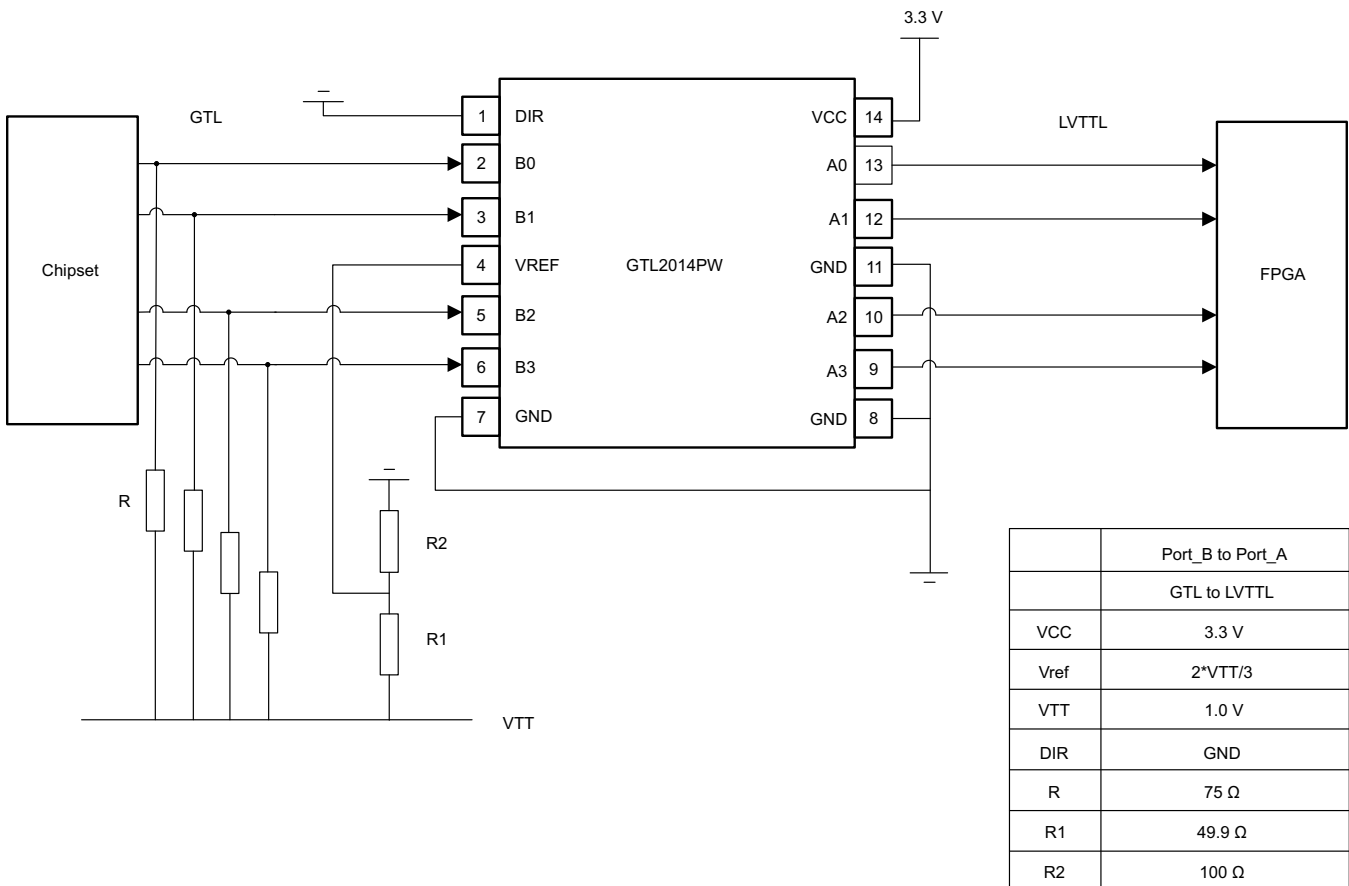 3.3 V
GTL
LVTTL
1 DIR VCC 14
2 B0 A0 13
3 B1 A1 12
Chipset
4 VREF GTL2014PW GND 11
FPGA
5 B2 A2 10
6 B3 A3 9
7 GND GND 8
R
R2
R1
VTT
Port_B to Port_A
GTL to LVTTL
VCC 3.3 V
Vref 2*VTT/3
VTT 1.0 V
DIR GND
R 75 Ω
R1 49.9 Ω
R2 100 Ω